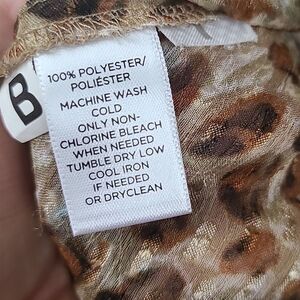 B
100% POLYESTER/
POLIÉSTER
MACHINE WASH
COLD
ONLY NON-
CHLORINE BLEACH
WHEN NEEDED
TUMBLE DRY LOW
COOL IRON
IF NEEDED
OR DRYCLEAN